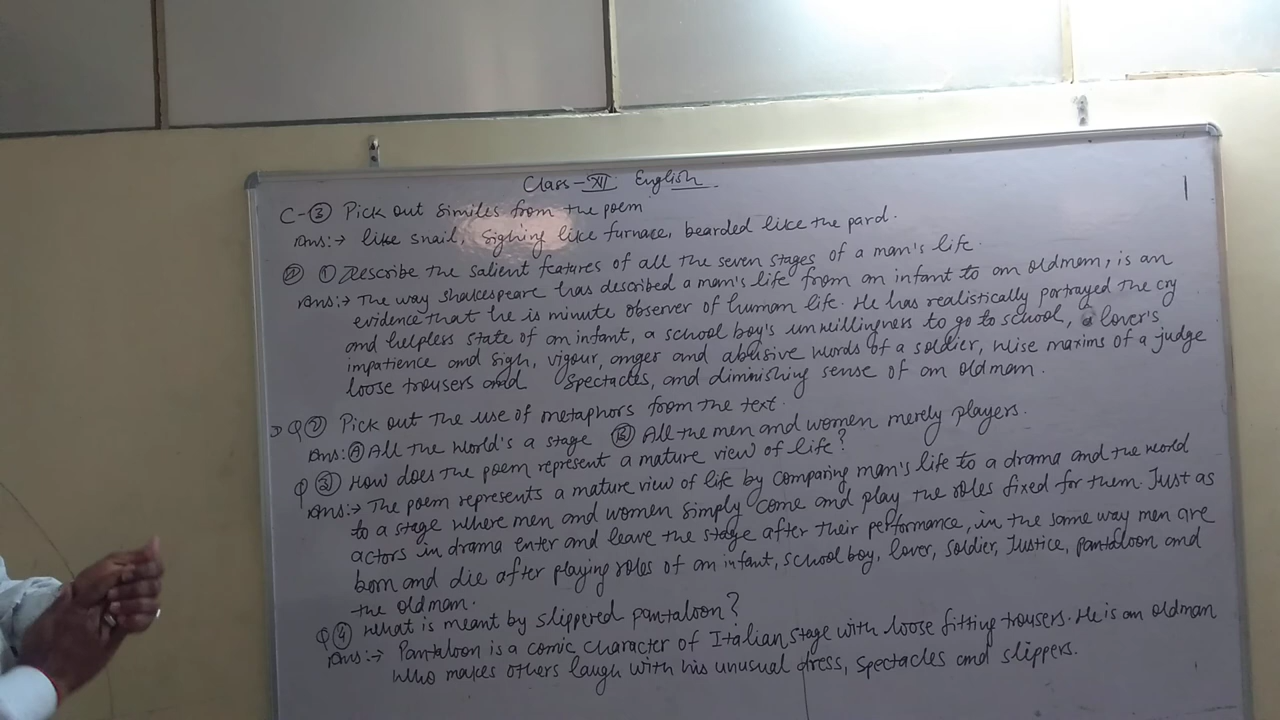 Class-XII English
C-③ Pick out similes from the poem
Ans:→ like snail, sighing like furnace, bearded like the pard.
② ① Describe the salient features of all the seven stages of a man's life.
Ans:→ The way shakespeare has described a man's life from an infant to an oldman, is an
evidence that he is minute observer of human life. He has realistically portrayed the cry
and helpless state of an infant, a school boy's unwillingness to go to school, a lover's
impatience and sigh, vigour, anger and abusive words of a soldier, wise maxims of a judge
loose trousers and spectacles, and diminishing sense of an oldman.
Q ② Pick out the use of metaphors from the text.
Ans: Ⓐ All the world's a stage Ⓑ All the men and women merely players.
Q ③ How does the poem represent a mature view of life?
Ans:→ The poem represents a mature view of life by comparing man's life to a drama and the world
to a stage where men and women simply come and play the roles fixed for them. Just as
actors in drama enter and leave the stage after their performance, in the same way men are
born and die after playing roles of an infant, school boy, lover, soldier, Justice, pantaloon and
the oldman.
Q ④ What is meant by slippered pantaloon?
Ans:→ Pantaloon is a comic character of Italian stage with loose fitting trousers. He is an oldman
who makes others laugh with his unusual dress, spectacles and slippers.